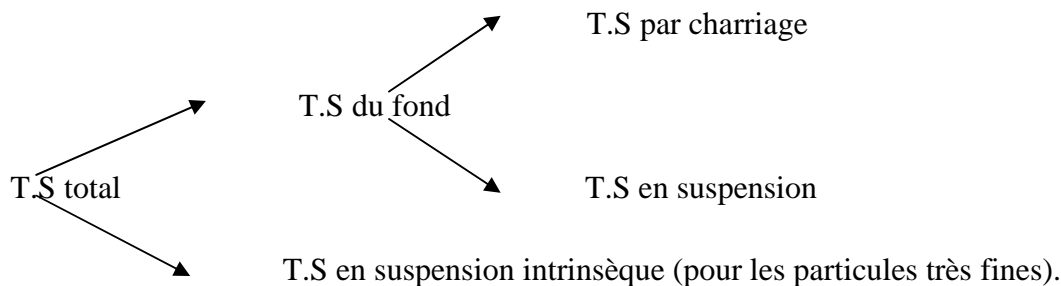 T.S par charriage
T.S du fond
T.S total
T.S en suspension
T.S en suspension intrinsèque (pour les particules très fines).